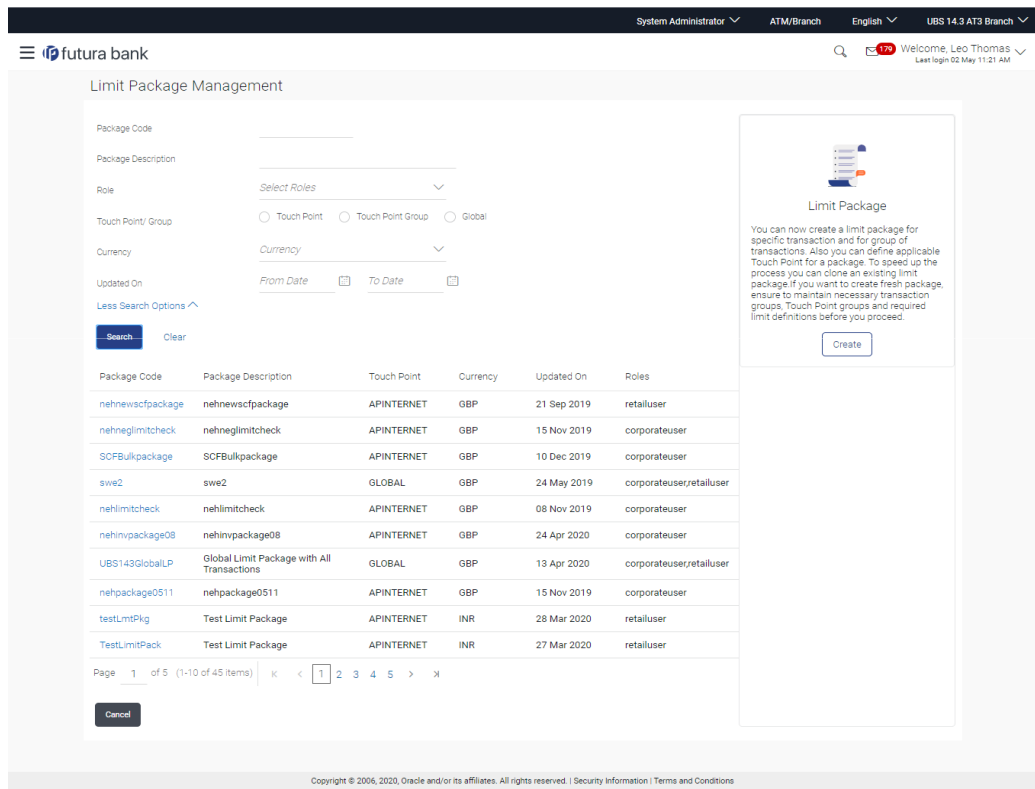 System Administrator ATM/Branch English UBS 14.3 AT3 Branch
futura bank 179 Welcome, Leo Thomas
Last login 02 May 11:21 AM
Limit Package Management
Package Code
Package Description
Role Select Roles
Touch Point/ Group Touch Point Touch Point Group Global
Currency Currency
Updated On From Date To Date
Less Search Options
Search Clear
Limit Package
You can now create a limit package for
specific transaction and for group of
transactions. Also you can define applicable
Touch Point for a package. To speed up the
process you can clone an existing limit
package.If you want to create fresh package,
ensure to maintain necessary transaction
groups, Touch Point groups and required
limit definitions before you proceed.
Create
Package Code Package Description Touch Point Currency Updated On Roles
nehnewscfpackage nehnewscfpackage APINTERNET GBP 21 Sep 2019 retailuser
nehneglimitcheck nehneglimitcheck APINTERNET GBP 15 Nov 2019 corporateuser
SCFBulkpackage SCFBulkpackage APINTERNET GBP 10 Dec 2019 corporateuser
swe2 swe2 GLOBAL GBP 24 May 2019 corporateuser,retailuser
nehlimitcheck nehlimitcheck APINTERNET GBP 08 Nov 2019 corporateuser
nehinvpackage08 nehinvpackage08 APINTERNET GBP 24 Apr 2020 corporateuser
UBS143GlobalLP Global Limit Package with All Transactions GLOBAL GBP 13 Apr 2020 corporateuser,retailuser
nehpackage0511 nehpackage0511 APINTERNET GBP 15 Nov 2019 corporateuser
testLmtPkg Test Limit Package APINTERNET INR 28 Mar 2020 retailuser
TestLimitPack Test Limit Package APINTERNET INR 27 Mar 2020 retailuser
Page 1 of 5 (1-10 of 45 items) 1 2 3 4 5
Cancel
Copyright © 2006, 2020, Oracle and/or its affiliates. All rights reserved. | Security Information | Terms and Conditions